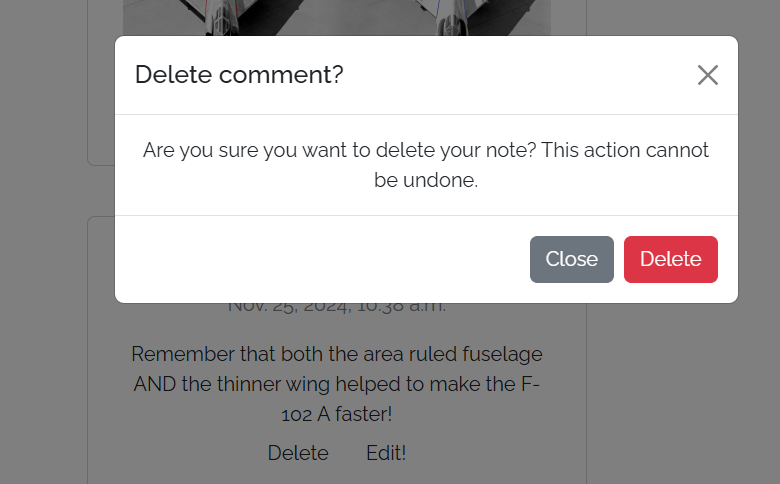 Delete comment?
Are you sure you want to delete your note? This action cannot
be undone.
Close Delete
Nov. 25, 2024, 10:38 a.m.
Remember that both the area ruled fuselage
AND the thinner wing helped to make the F-
102 A faster!
Delete Edit!